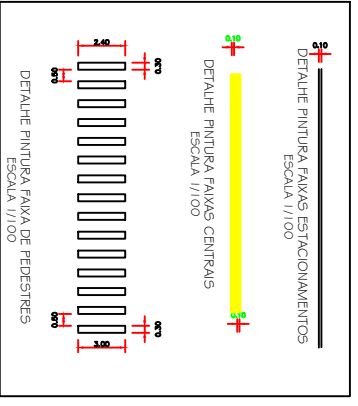 0.10
DETALHE PINTURA FAIXAS ESTACIONAMENTOS
ESCALA 1/100
0.10
0.10
DETALHE PINTURA FAIXAS CENTRAIS
ESCALA 1/100
2.40
0.30
0.60
0.60
0.30
3.00
DETALHE PINTURA FAIXA DE PEDESTRES
ESCALA 1/100